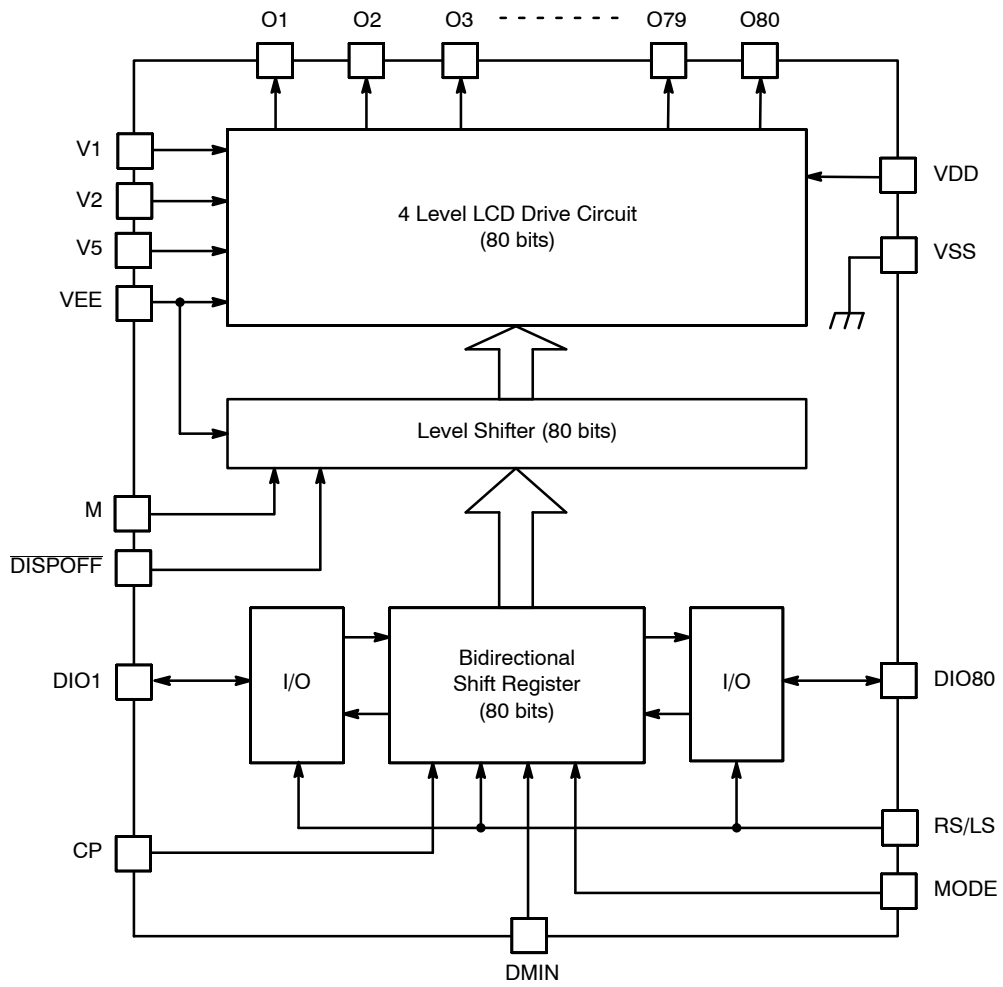 O1 O2 O3 O79 O80
V1
VDD
V2
4 Level LCD Drive Circuit
(80 bits)
V5
VSS
VEE
Level Shifter (80 bits)
M
DISPOFF
DIO1
I/O
Bidirectional
Shift Register
(80 bits)
I/O
DIO80
RS/LS
CP
MODE
DMIN